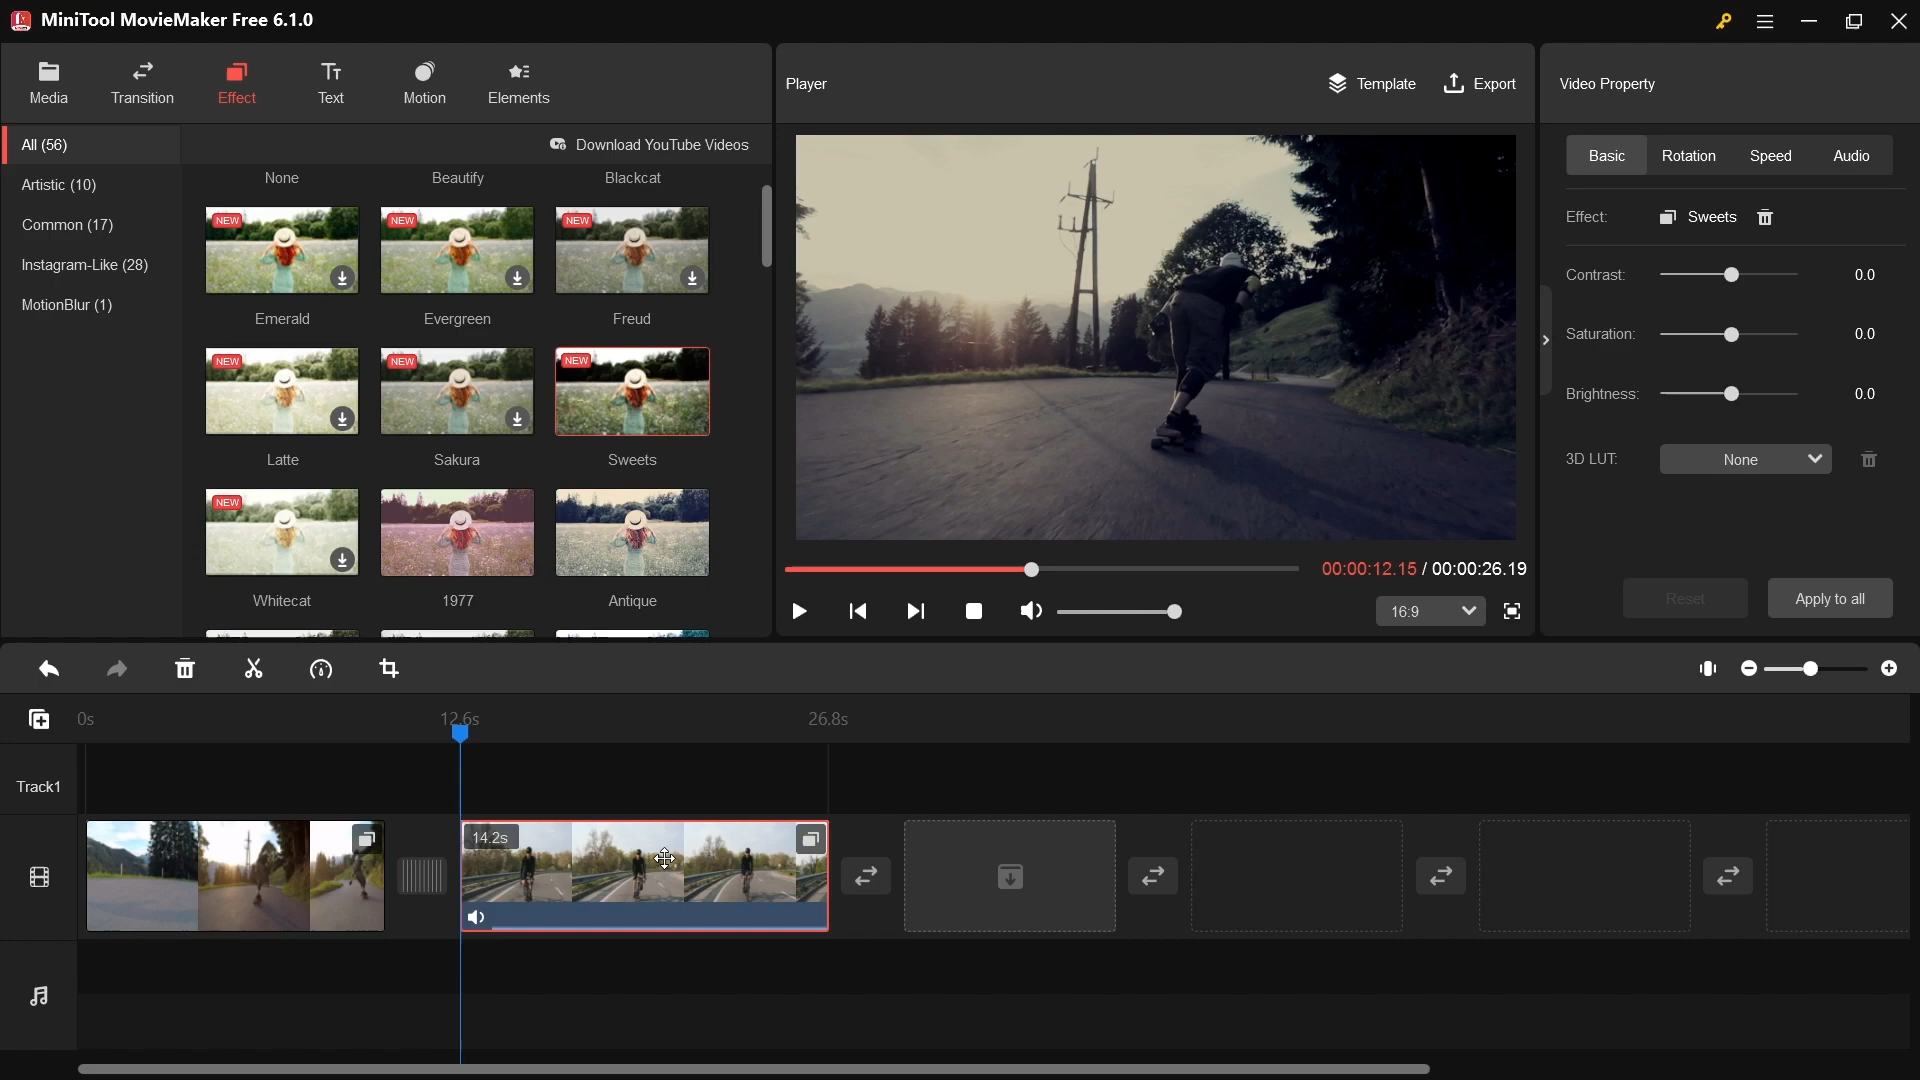 MiniTool MovieMaker Free 6.1.0
Media
Transition
Effect
Text
Motion
Elements
Player
Template
Export
Video Property
All (56)
Artistic (10)
Common (17)
Instagram-Like (28)
MotionBlur (1)
Download YouTube Videos
None
Beautify
Blackcat
NEW
NEW
NEW
Emerald
Evergreen
Freud
NEW
NEW
NEW
Latte
Sakura
Sweets
NEW
Whitecat
1977
Antique
00:00:12.15 / 00:00:26.19
16:9
Basic
Rotation
Speed
Audio
Effect:
Sweets
Contrast:
0.0
Saturation:
0.0
Brightness:
0.0
3D LUT:
None
Reset
Apply to all
0s
12.6s
26.8s
Track1
14.2s